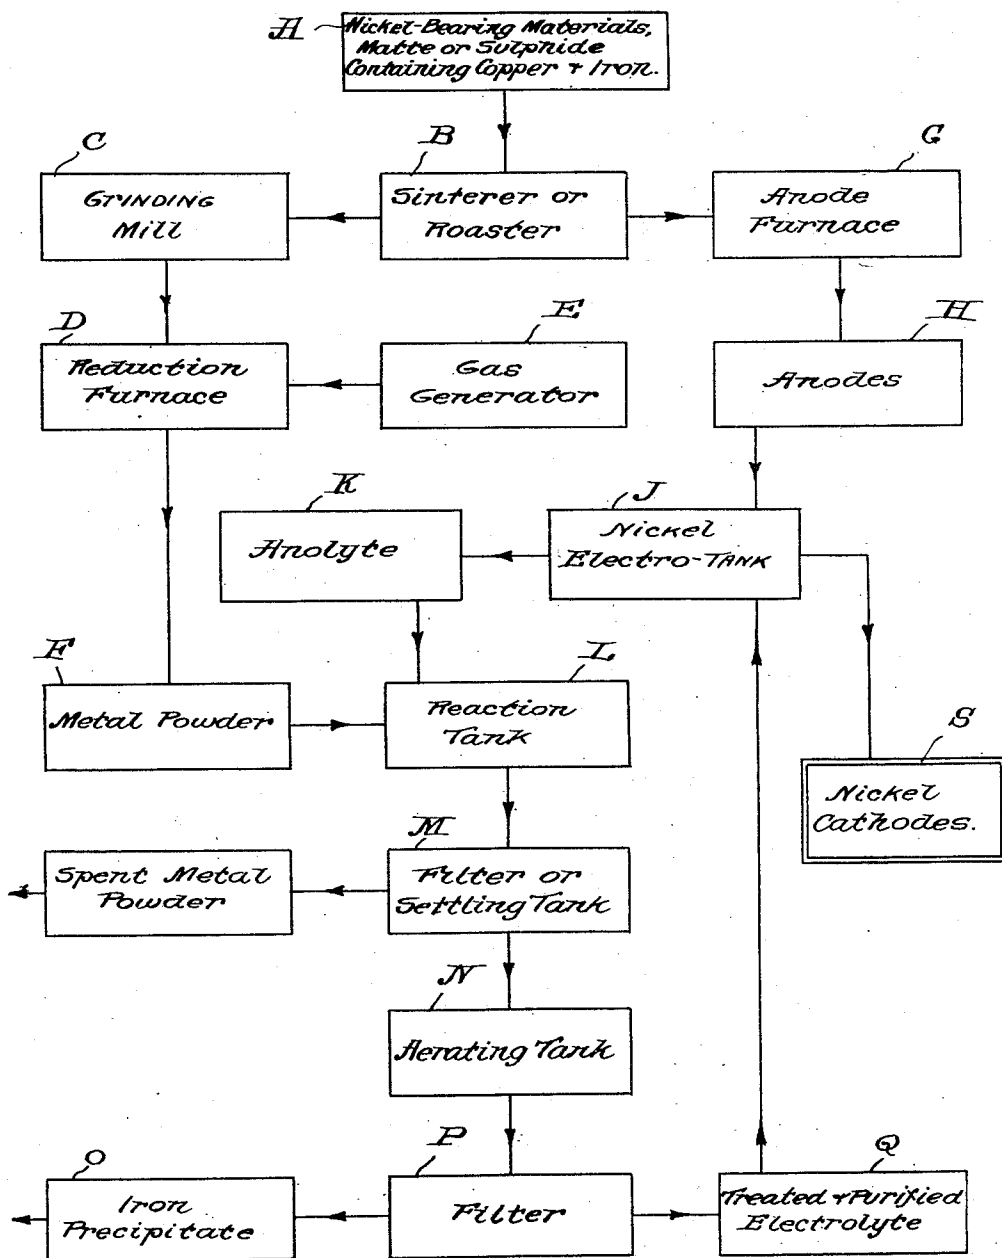 A
Nickel-Bearing Materials,
Matte or Sulphide
Containing Copper & Iron.
C
B
G
Grinding
Mill
Sinterer or
Roaster
Anode
Furnace
D
E
H
Reduction
Furnace
Gas
Generator
Anodes
K
J
Anolyte
Nickel
Electro-Tank
F
L
S
Metal Powder
Reaction
Tank
Nickel
Cathodes.
M
Spent Metal
Powder
Filter or
Settling Tank
N
Aerating Tank
O
P
Q
Iron
Precipitate
Filter
Treated & Purified
Electrolyte